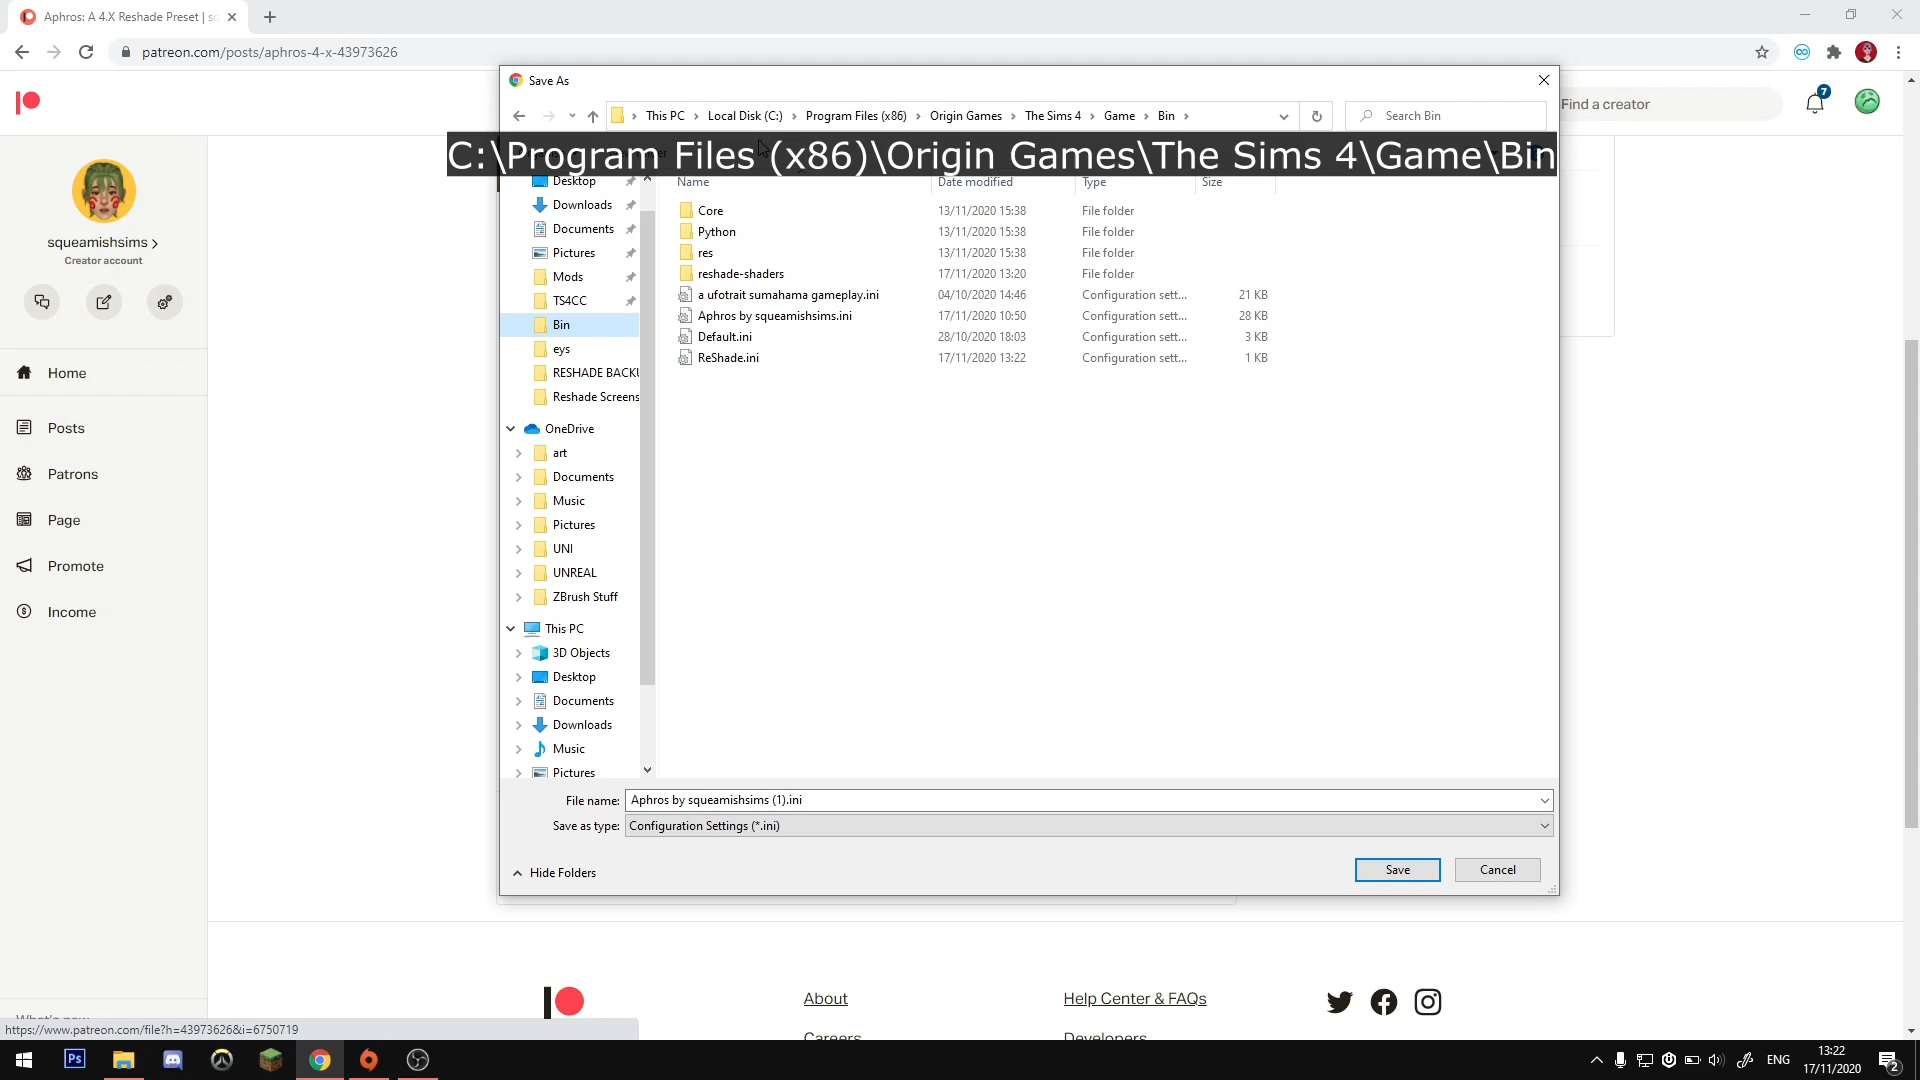 Aphros: A 4.X Reshade Preset | sq
patreon.com/posts/aphros-4-x-43973626
Save As
This PC > Local Disk (C:) > Program Files (x86) > Origin Games > The Sims 4 > Game > Bin >
Search Bin
Find a creator
7
C:\Program Files (x86)\Origin Games\The Sims 4\Game\Bin
Name Date modified Type Size
Core 13/11/2020 15:38 File folder
Python 13/11/2020 15:38 File folder
res 13/11/2020 15:38 File folder
reshade-shaders 17/11/2020 13:20 File folder
a ufotrait sumahama gameplay.ini 04/10/2020 14:46 Configuration sett... 21 KB
Aphros by squeamishsims.ini 17/11/2020 10:50 Configuration sett... 28 KB
Default.ini 28/10/2020 18:03 Configuration sett... 3 KB
ReShade.ini 17/11/2020 13:22 Configuration sett... 1 KB
Desktop
Downloads
Documents
Pictures
Mods
TS4CC
Bin
eys
RESHADE BACKU
Reshade Screens
OneDrive
art
Documents
Music
Pictures
UNI
UNREAL
ZBrush Stuff
This PC
3D Objects
Desktop
Documents
Downloads
Music
Pictures
File name: Aphros by squeamishsims (1).ini
Save as type: Configuration Settings (*.ini)
Hide Folders
Save
Cancel
squeamishsims >
Creator account
Home
Posts
Patrons
Page
Promote
Income
What's new
About
Help Center & FAQs
Careers
Developers
https://www.patreon.com/file?h=43973626&i=6750719
Ps
ENG
13:22
17/11/2020
2